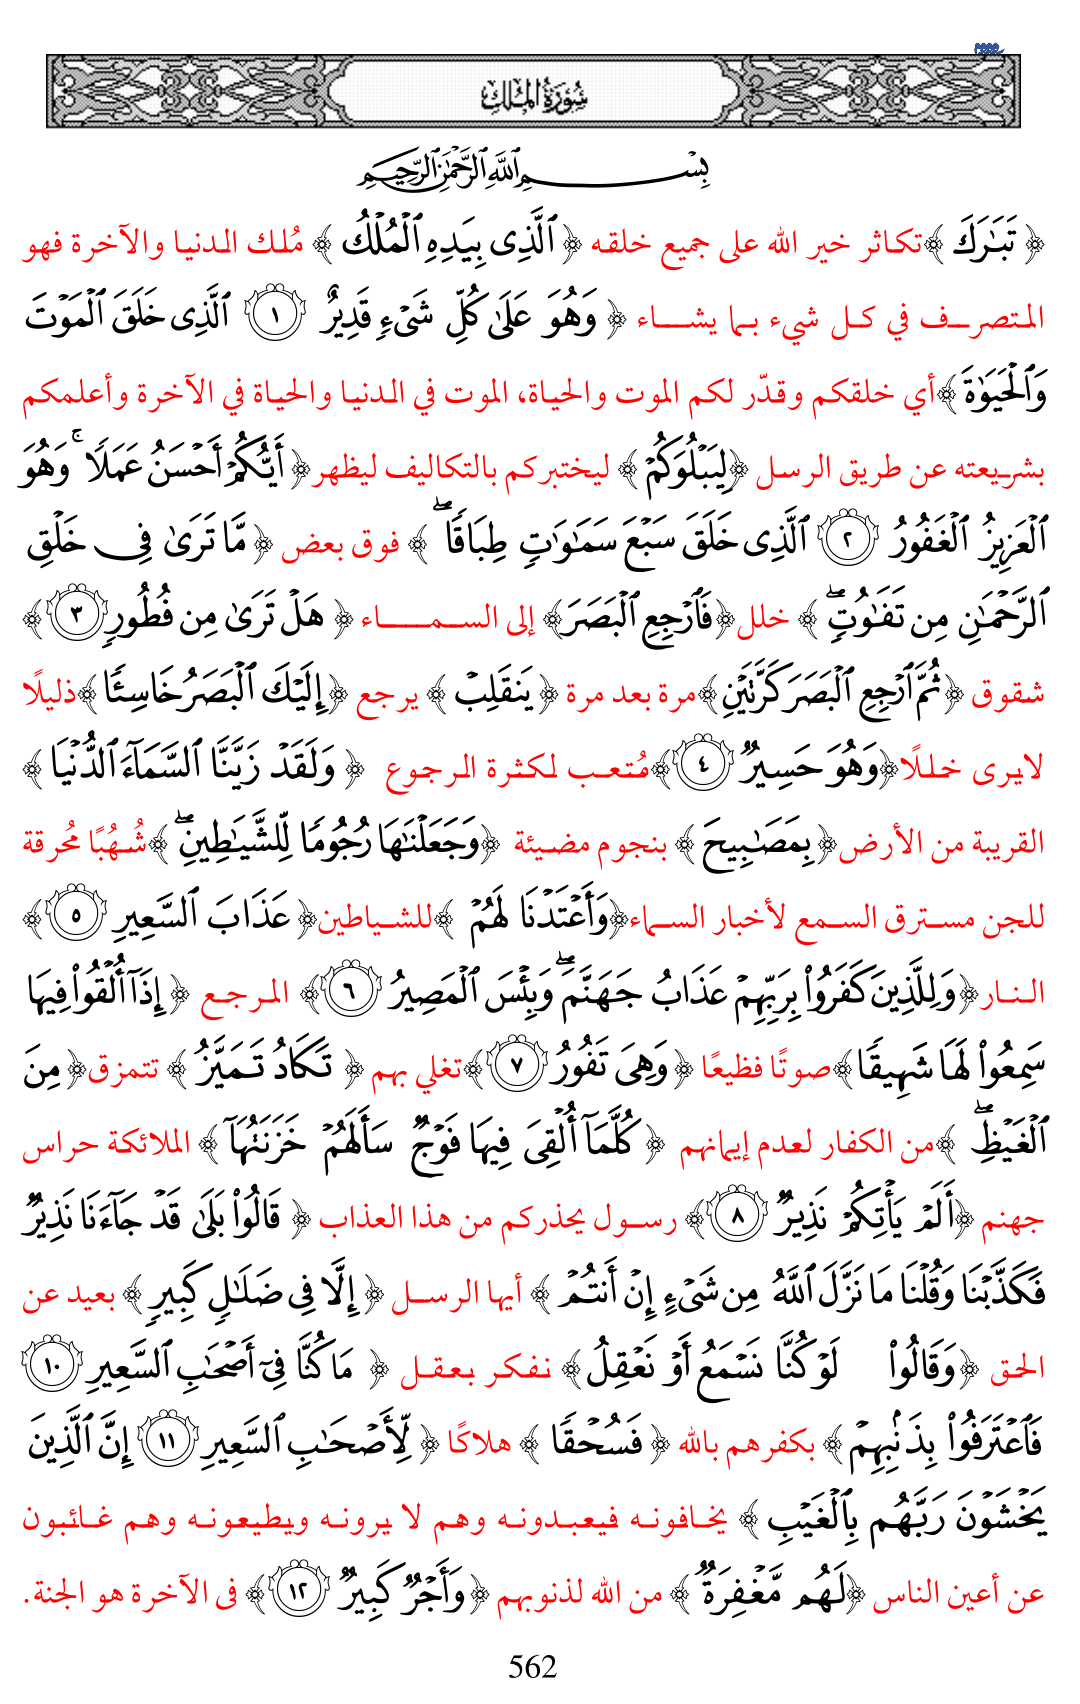 سُورَةُ المُلْكِ
بِسْمِ ٱللَّهِ ٱلرَّحْمَٰنِ ٱلرَّحِيمِ
﴿ تَبَٰرَكَ ﴾تكاثر خير الله على جميع خلقه ﴿ ٱلَّذِى بِيَدِهِ ٱلْمُلْكُ ﴾ مُلك الدنيا والآخرة فهو
المتصرف في كل شيء بما يشاء ﴿ وَهُوَ عَلَىٰ كُلِّ شَىْءٍ قَدِيرٌ ١ ٱلَّذِى خَلَقَ ٱلْمَوْتَ
وَٱلْحَيَوٰةَ ﴾أي خلقكم وقدّر لكم الموت والحياة، الموت في الدنيا والحياة في الآخرة وأعلمكم
بشريعته عن طريق الرسل ﴿لِيَبْلُوَكُمْ ﴾ ليختبركم بالتكاليف ليظهر﴿ أَيُّكُمْ أَحْسَنُ عَمَلًا ۚ وَهُوَ
ٱلْعَزِيزُ ٱلْغَفُورُ ٢ ٱلَّذِى خَلَقَ سَبْعَ سَمَٰوَٰتٍ طِبَاقًا ۖ ﴾ فوق بعض ﴿ مَّا تَرَىٰ فِى خَلْقِ
ٱلرَّحْمَٰنِ مِن تَفَٰوُتٍ ۖ ﴾ خلل﴿فَٱرْجِعِ ٱلْبَصَرَ﴾ إلى السماء ﴿ هَلْ تَرَىٰ مِن فُطُورٍ ٣ ﴾
شقوق ﴿ثُمَّ ٱرْجِعِ ٱلْبَصَرَ كَرَّتَيْنِ﴾مرة بعد مرة ﴿ يَنقَلِبْ ﴾ يرجع ﴿إِلَيْكَ ٱلْبَصَرُ خَاسِئًا ﴾ذليلًا
لايرى خللًا﴿وَهُوَ حَسِيرٌ ٤ ﴾مُتعب لكثرة الرجوع ﴿ وَلَقَدْ زَيَّنَّا ٱلسَّمَآءَ ٱلدُّنْيَا ﴾
القريبة من الأرض﴿ بِمَصَٰبِيحَ ﴾ بنجوم مضيئة ﴿وَجَعَلْنَٰهَا رُجُومًا لِّلشَّيَٰطِينِ ۖ ﴾شُهُبًا مُحرقة
للجن مسترق السمع لأخبار السماء﴿وَأَعْتَدْنَا لَهُمْ ﴾للشياطين﴿ عَذَابَ ٱلسَّعِيرِ ٥ ﴾
النار﴿وَلِلَّذِينَ كَفَرُوا۟ بِرَبِّهِمْ عَذَابُ جَهَنَّمَ ۖ وَبِئْسَ ٱلْمَصِيرُ ٦ ﴾ المرجع ﴿ إِذَآ أُلْقُوا۟ فِيهَا
سَمِعُوا۟ لَهَا شَهِيقًا ﴾صوتًا فظيعًا ﴿ وَهِىَ تَفُورُ ٧ ﴾تغلي بهم ﴿ تَكَادُ تَمَيَّزُ ﴾ تتمزق﴿ مِنَ
ٱلْغَيْظِ ۖ ﴾من الكفار لعدم إيمانهم ﴿ كُلَّمَآ أُلْقِىَ فِيهَا فَوْجٌ سَأَلَهُمْ خَزَنَتُهَآ ﴾ الملائكة حراس
جهنم ﴿أَلَمْ يَأْتِكُمْ نَذِيرٌ ٨ ﴾ رسول يحذركم من هذا العذاب ﴿ قَالُوا۟ بَلَىٰ قَدْ جَآءَنَا نَذِيرٌ
فَكَذَّبْنَا وَقُلْنَا مَا نَزَّلَ ٱللَّهُ مِن شَىْءٍ إِنْ أَنتُمْ ﴾ أيها الرسل ﴿ إِلَّا فِى ضَلَٰلٍ كَبِيرٍ ﴾ بعيد عن
الحق ﴿وَقَالُوا۟ لَوْ كُنَّا نَسْمَعُ أَوْ نَعْقِلُ﴾ نفكر بعقل ﴿ مَا كُنَّا فِىٓ أَصْحَٰبِ ٱلسَّعِيرِ ١٠
فَٱعْتَرَفُوا۟ بِذَنۢبِهِمْ ﴾ بكفرهم بالله ﴿ فَسُحْقًا ﴾ هلاكًا ﴿ لِّأَصْحَٰبِ ٱلسَّعِيرِ ١١ إِنَّ ٱلَّذِينَ
يَخْشَوْنَ رَبَّهُم بِٱلْغَيْبِ ﴾ يخافونه فيعبدونه وهم لا يرونه ويطيعونه وهم غائبون
عن أعين الناس ﴿لَهُم مَّغْفِرَةٌ ﴾ من الله لذنوبهم ﴿وَأَجْرٌ كَبِيرٌ ١٢ ﴾ فى الآخرة هو الجنة.
562